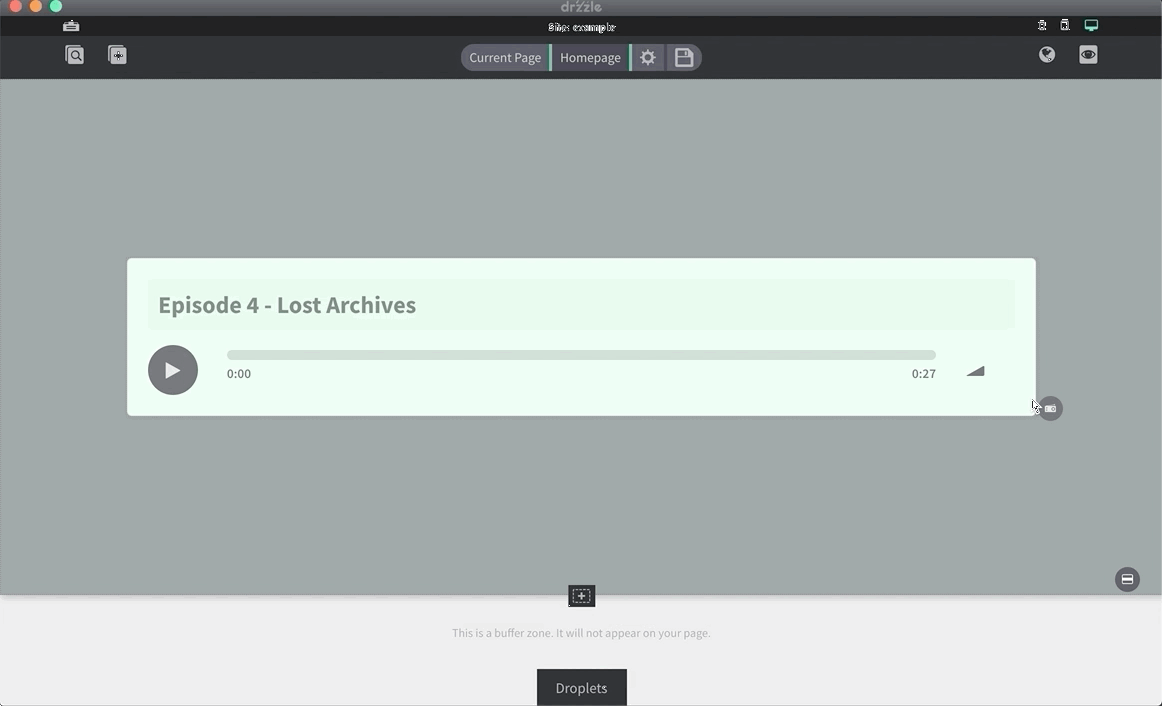 drzzle
Site: example
Current Page Homepage
Episode 4 - Lost Archives
0:00 0:27
This is a buffer zone. It will not appear on your page.
Droplets